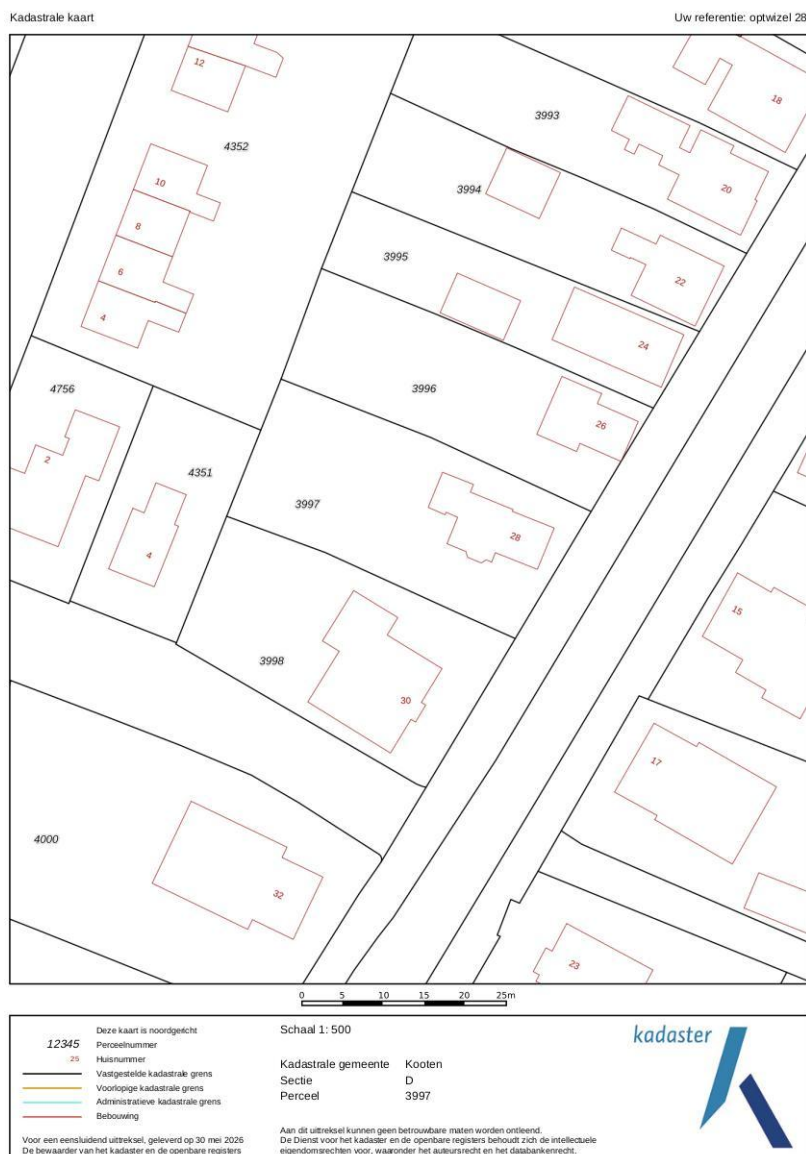 Kadastrale kaart
Uw referentie: optwizel 28
12
18
3993
4352
20
10
3994
8
22
3995
6
4
24
4756
3996
26
2
4351
3997
28
4
15
3998
30
17
4000
32
23
0 5 10 15 20 25m
Deze kaart is noordgericht
12345 Perceelnummer
25 Huisnummer
Vastgestelde kadastrale grens
Voorlopige kadastrale grens
Administratieve kadastrale grens
Bebouwing
Voor een eensluidend uittreksel, geleverd op 30 mei 2026
De bewaarder van het kadaster en de openbare registers
Schaal 1: 500
Kadastrale gemeente Kooten
Sectie D
Perceel 3997
Aan dit uittreksel kunnen geen betrouwbare maten worden ontleend.
De Dienst voor het kadaster en de openbare registers behoudt zich de intellectuele
eigendomsrechten voor, waaronder het auteursrecht en het databankenrecht.
kadaster